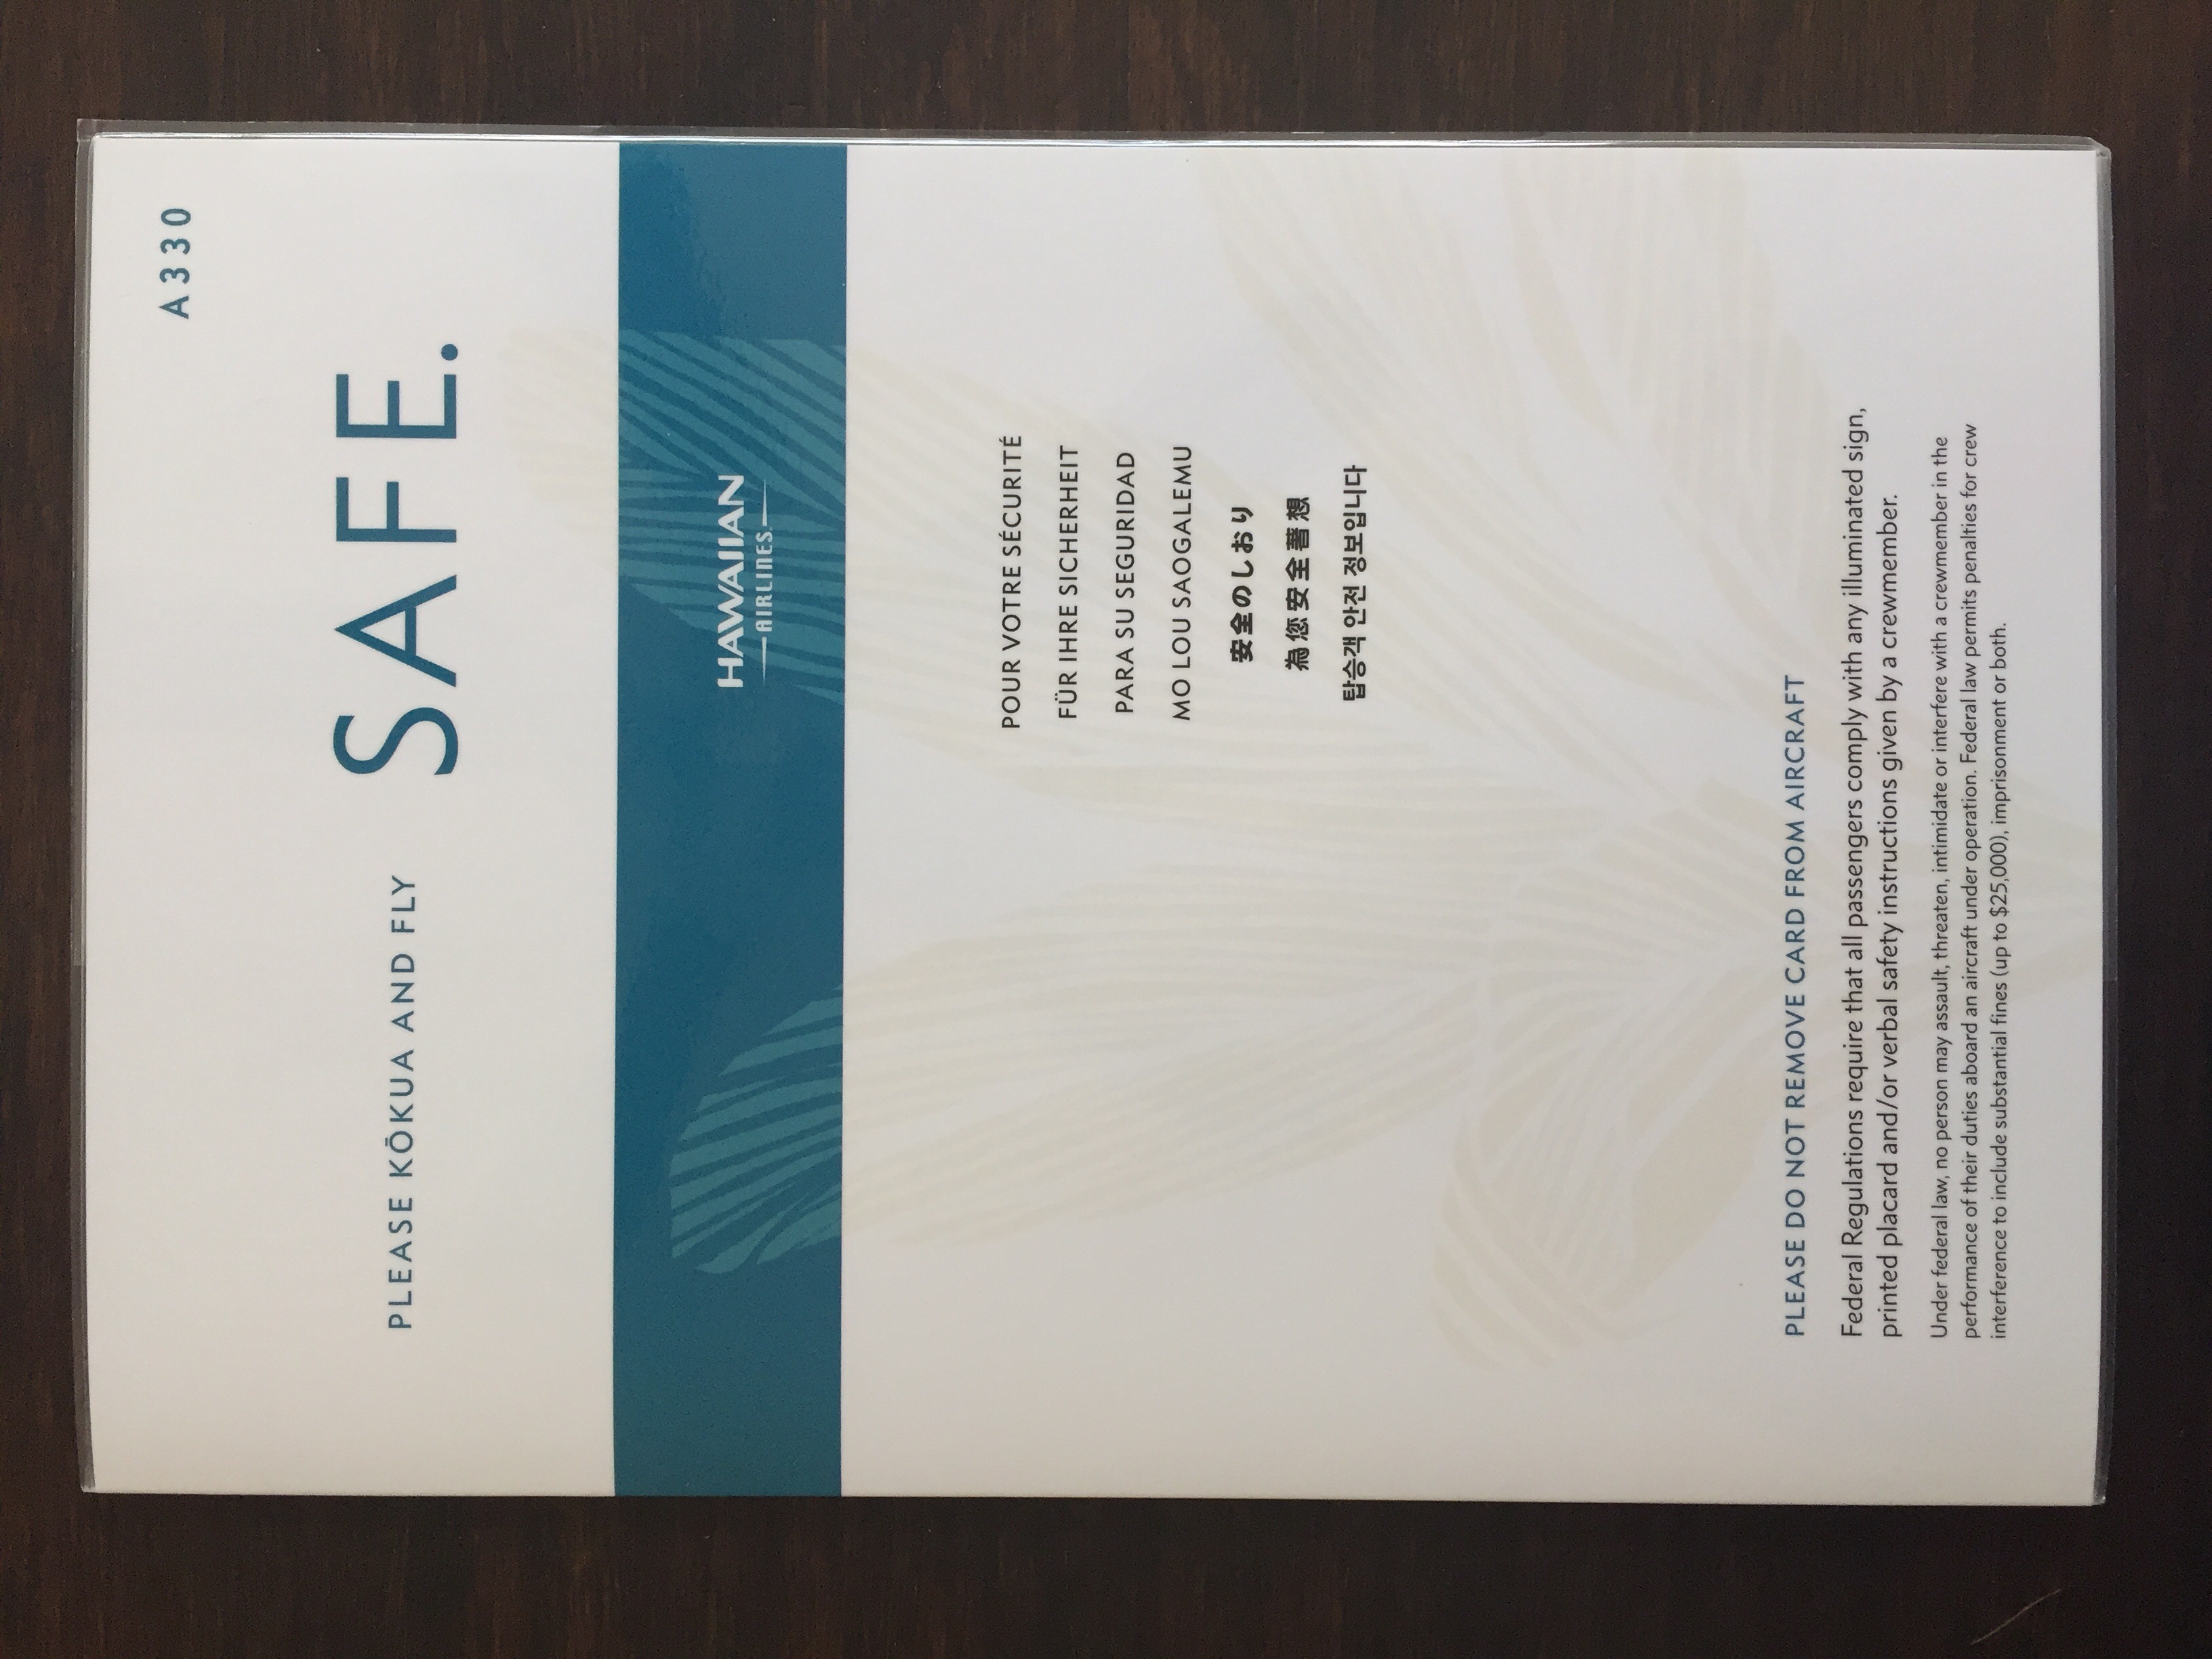 A330
PLEASE KŌKUA AND FLY SAFE.
HAWAIIAN
AIRLINES
POUR VOTRE SÉCURITÉ
FÜR IHRE SICHERHEIT
PARA SU SEGURIDAD
MO LOU SAOGALEMU
安全のしおり
為您安全著想
탑승객 안전 정보입니다
PLEASE DO NOT REMOVE CARD FROM AIRCRAFT
Federal Regulations require that all passengers comply with any illuminated sign,
printed placard and/or verbal safety instructions given by a crewmember.
Under federal law, no person may assault, threaten, intimidate or interfere with a crewmember in the
performance of their duties aboard an aircraft under operation. Federal law permits penalties for crew
interference to include substantial fines (up to $25,000), imprisonment or both.